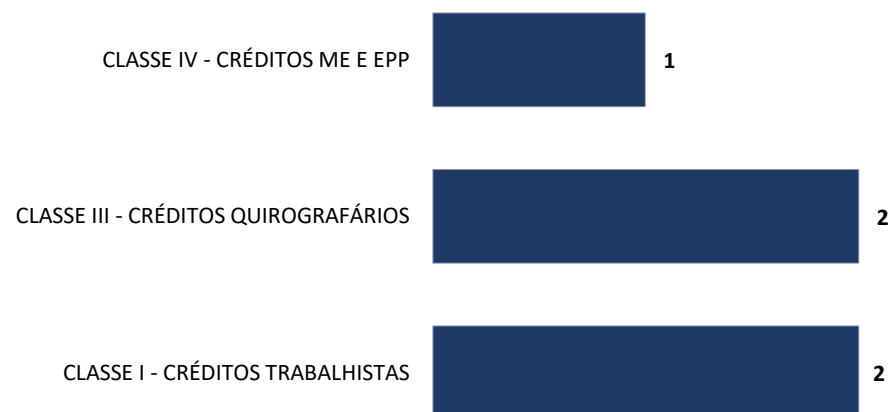 CLASSE IV - CRÉDITOS ME E EPP 1
CLASSE III - CRÉDITOS QUIROGRAFÁRIOS 2
CLASSE I - CRÉDITOS TRABALHISTAS 2